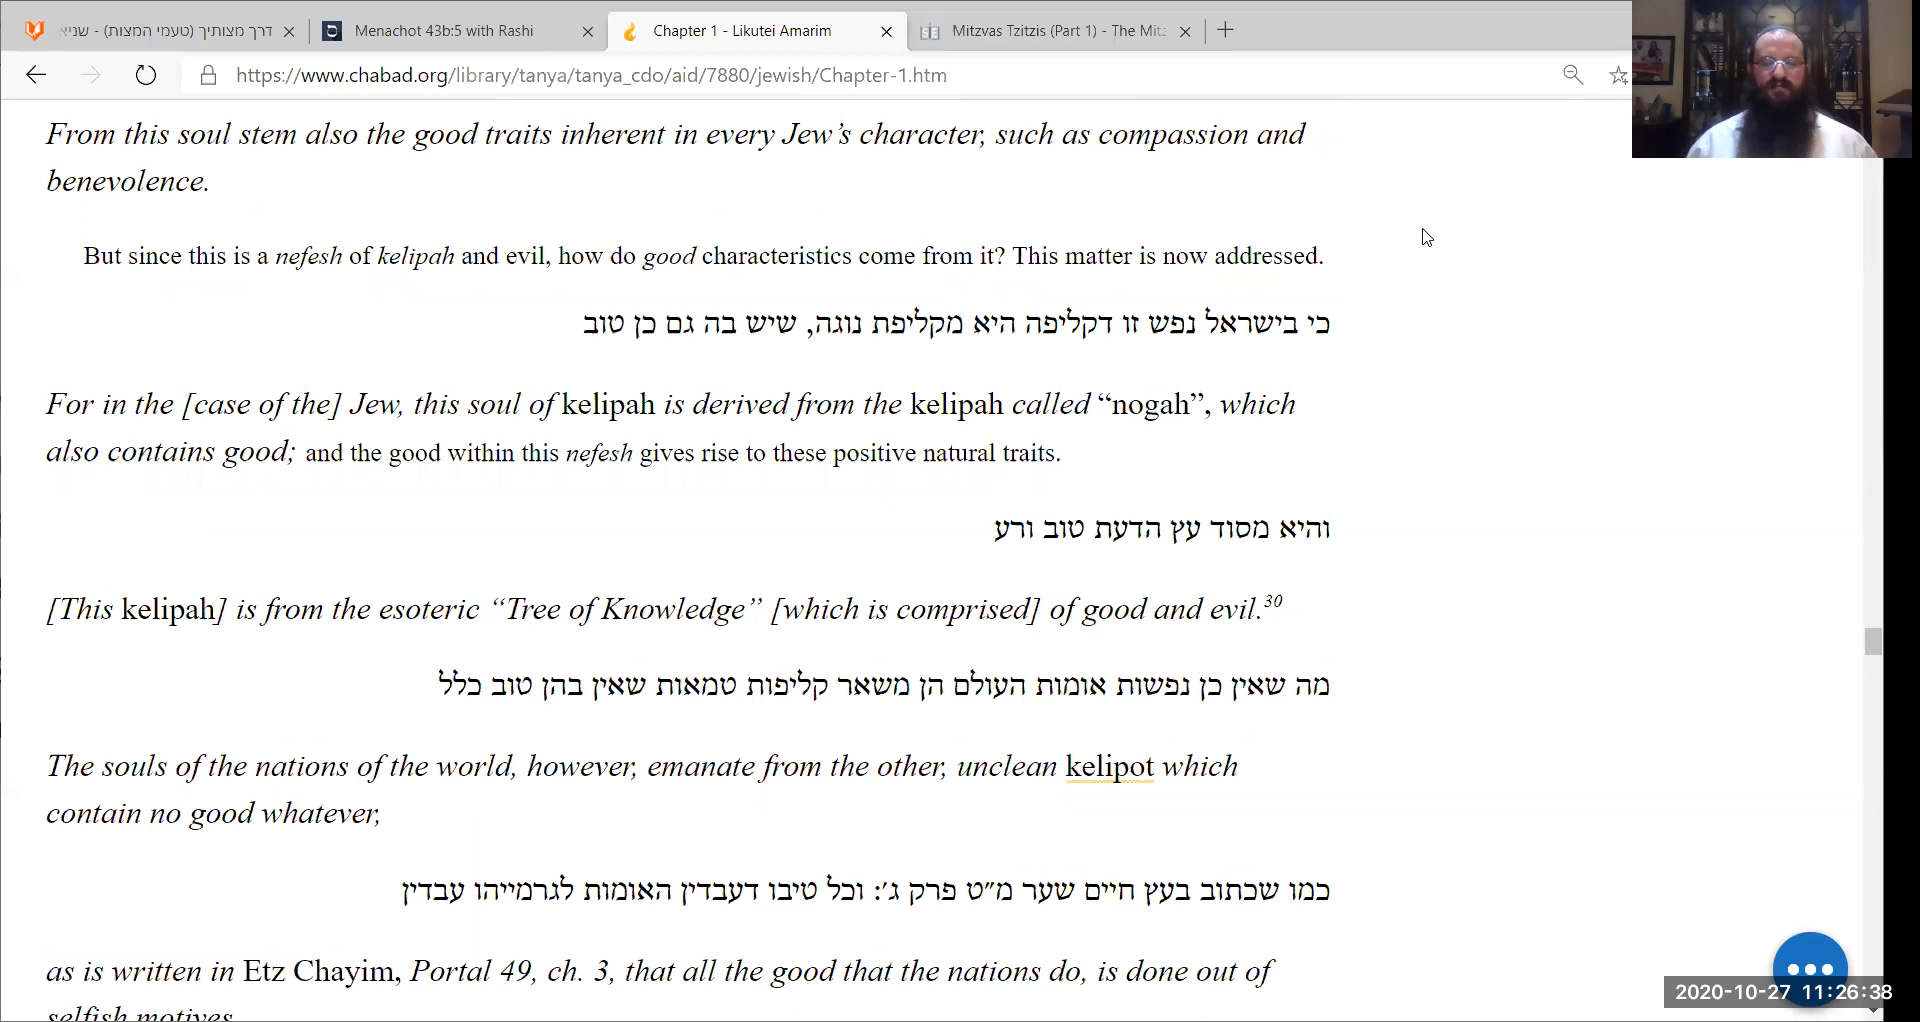 דרך מצותיך (טעמי המצות) - שניא
Menachot 43b:5 with Rashi
Chapter 1 - Likutei Amarim
Mitzvas Tzitzis (Part 1) - The Mitz
https://www.chabad.org/library/tanya/tanya_cdo/aid/7880/jewish/Chapter-1.htm
From this soul stem also the good traits inherent in every Jew’s character, such as compassion and
benevolence.
But since this is a nefesh of kelipah and evil, how do good characteristics come from it? This matter is now addressed.
כי בישראל נפש זו דקליפה היא מקליפת נוגה, שיש בה גם כן טוב
For in the [case of the] Jew, this soul of kelipah is derived from the kelipah called “nogah”, which
also contains good; and the good within this nefesh gives rise to these positive natural traits.
והיא מסוד עץ הדעת טוב ורע
[This kelipah] is from the esoteric “Tree of Knowledge” [which is comprised] of good and evil.30
מה שאין כן נפשות אומות העולם הן משאר קליפות טמאות שאין בהן טוב כלל
The souls of the nations of the world, however, emanate from the other, unclean kelipot which
contain no good whatever,
כמו שכתוב בעץ חיים שער מ״ט פרק ג׳: וכל טיבו דעבדין האומות לגרמייהו עבדין
as is written in Etz Chayim, Portal 49, ch. 3, that all the good that the nations do, is done out of
selfish motives
2020-10-27 11:26:38